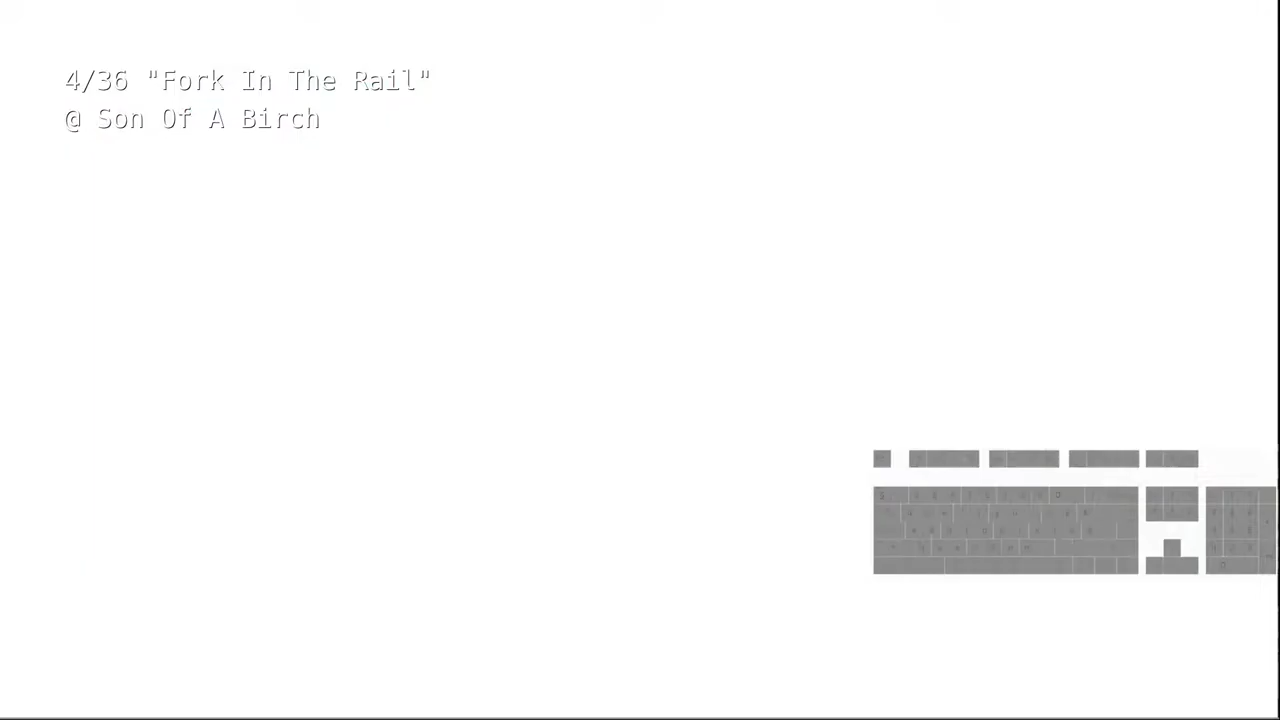 4/36 "Fork In The Rail"
@ Son Of A Birch